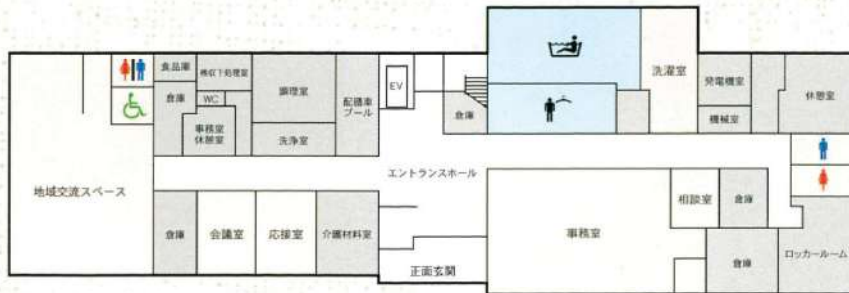 食品庫
検収下処理室
倉庫
WC
事務室
休憩室
調理室
洗浄室
配膳車
プール
EV
倉庫
洗濯室
発電機室
機械室
休憩室
地域交流スペース
エントランスホール
倉庫
会議室
応接室
介護材料室
正面玄関
事務室
相談室
倉庫
倉庫
ロッカールーム